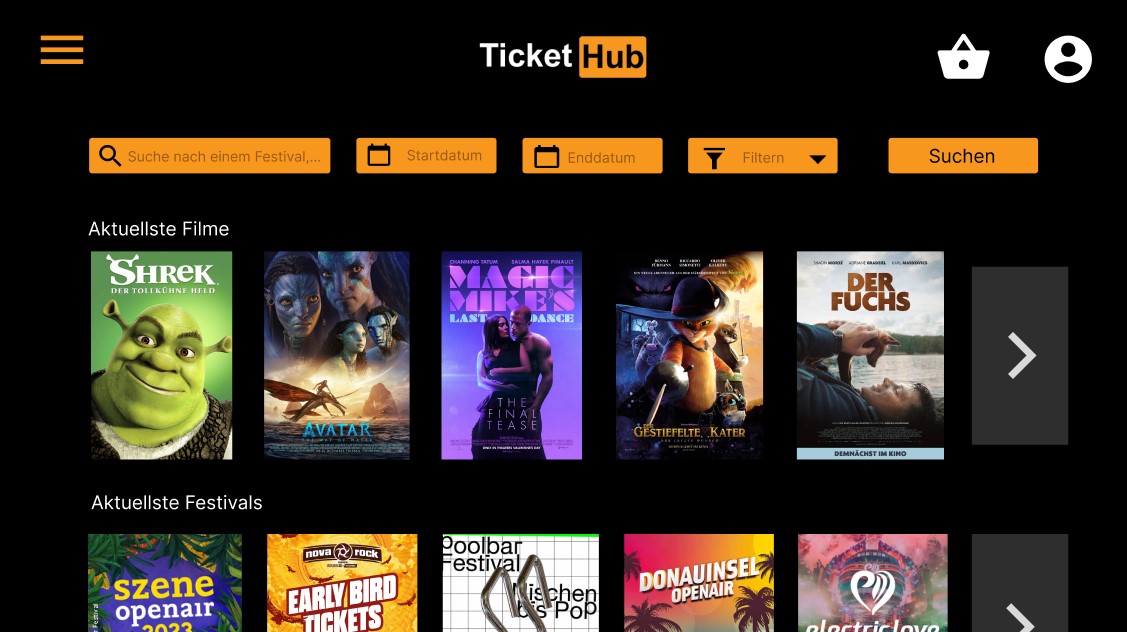 Ticket Hub
Suche nach einem Festival,...
Startdatum
Enddatum
Filtern
Suchen
Aktuellste Filme
SHREK
DER TOLLKÜHNE HELD
AVATAR
THE WAY OF WATER
CHANNING TATUM SALMA HAYEK PINAULT
MAGIC
MIKE'S
LAST DANCE
THE
FINAL
TEASE
DER
GESTIEFELTE KATER
DER LETZTE WUNSCH
DER
FUCHS
DEMNÄCHST IM KINO
Aktuellste Festivals
szene
openair
2023
nova rock
EARLY BIRD
TICKETS
Poolbar
Festival
Nischen
bis Pop
DONAUINSEL
OPENAIR
electric love